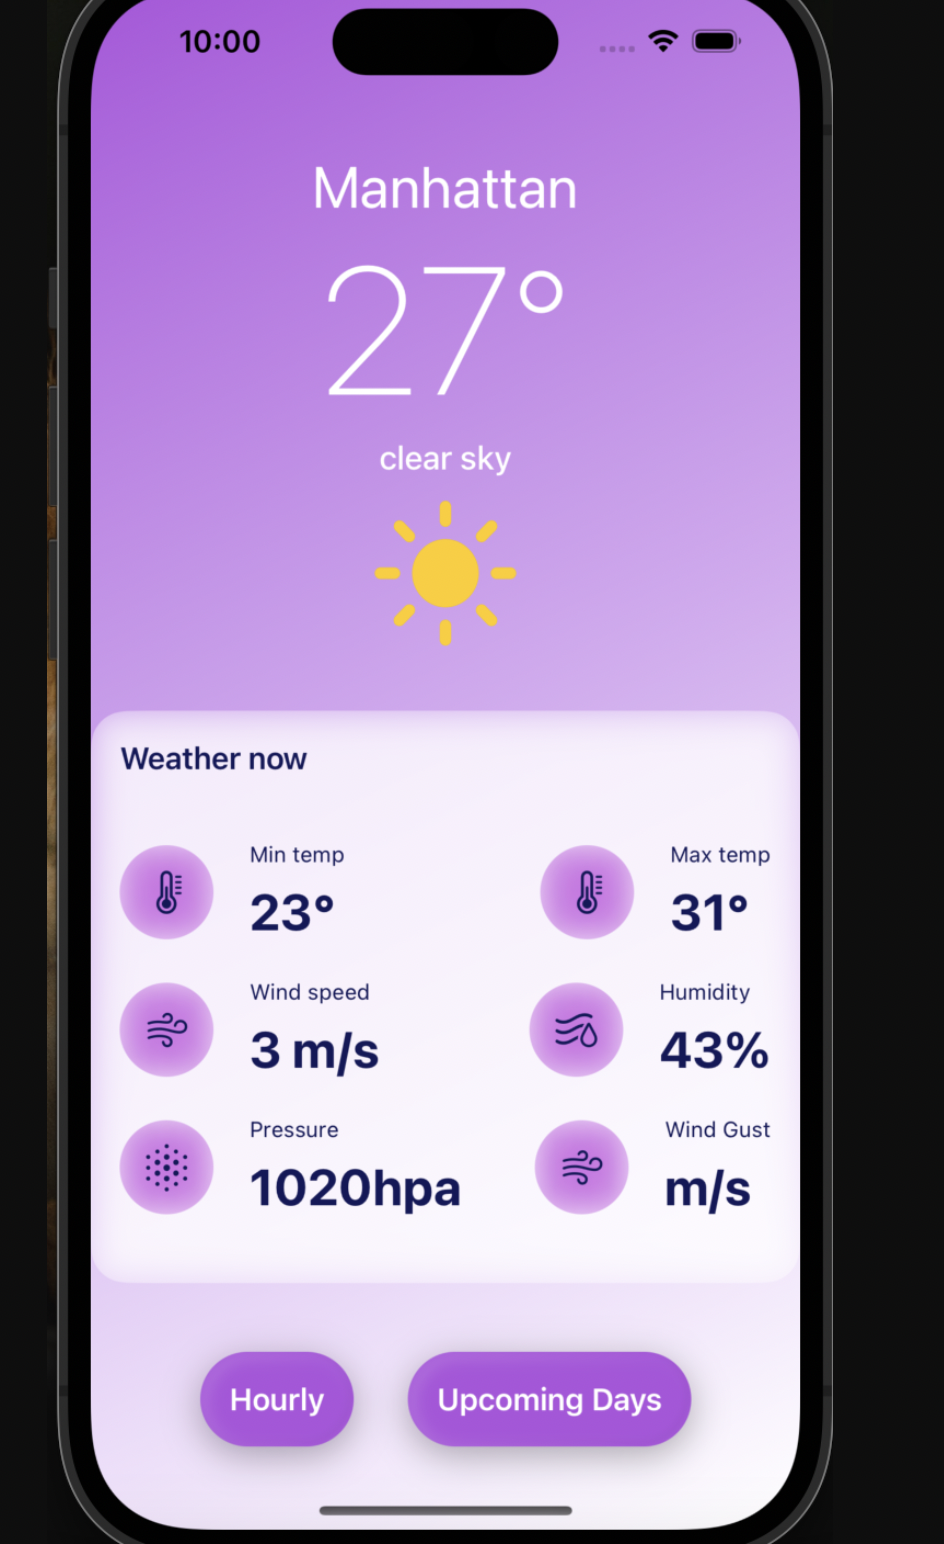 10:00
Manhattan
27°
clear sky
Weather now
Min temp
23°
Max temp
31°
Wind speed
3 m/s
Humidity
43%
Pressure
1020hpa
Wind Gust
m/s
Hourly
Upcoming Days